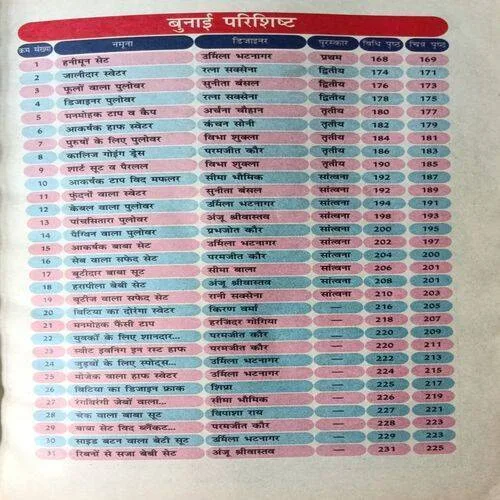 बुनाई परिशिष्ट
क्रम संख्या नमूना डिजाइनर पुरस्कार विधि पृष्ठ चित्र पृष्ठ
1 हनीमून सेट उर्मिला भटनागर प्रथम 168 169
2 जालीदार स्वेटर रत्ना सक्सेना द्वितीय 174 171
3 फूलों वाला पुलोवर सुनीता बंसल द्वितीय 176 173
4 डिजाइनर पुलोवर रत्ना सक्सेना द्वितीय 178 175
5 मनमोहक टाप व कैप अर्चना चौहान तृतीय 180 177
6 आकर्षक हाफ स्वेटर कंचन सोनी तृतीय 182 179
7 पुरुषों के लिए पुलोवर विभा शुक्ला तृतीय 184 181
8 कालिज गोइंग ड्रैस परमजीत कौर तृतीय 186 183
9 शार्ट सूट व पैरलल विभा शुक्ला तृतीय 190 185
10 आकर्षक टाप विद मफलर सीमा भौमिक सांत्वना 192 187
11 फुंदनों वाला स्वेटर सुनीता बंसल सांत्वना 192 189
12 केबल वाला पुलोवर उर्मिला भटनागर सांत्वना 194 191
13 पांचसितारा पुलोवर अंजू श्रीवास्तव सांत्वना 198 193
14 पैंग्विन वाला पुलोवर प्रभजोत कौर सांत्वना 200 195
15 आकर्षक बाबा सेट उर्मिला भटनागर सांत्वना 202 197
16 सेब वाला सफेद सेट परमजीत कौर सांत्वना 204 200
17 बूटीदार बाबा सूट सीमा बाला सांत्वना 206 201
18 हरापीला बेबी सेट अंजू श्रीवास्तव सांत्वना 208 201
19 बूटीज वाला सफेद सेट रानी सक्सेना सांत्वना 210 203
20 बिटिया का दोरंगा स्वेटर किरण वर्मा — 216 205
21 मनमोहक फैंसी टाप हरजिंदर गोगिया — 218 207
22 युवकों के लिए शानदार... परमजीत कौर — 220 209
23 स्वीट इवनिंग इन रस्ट हाफ परमजीत कौर — 220 211
24 जुड़वों के लिए स्पोर्ट्स... उर्मिला भटनागर — 222 213
25 मोजेक वाला हाफ स्वेटर उर्मिला भटनागर — 224 215
26 बिटिया का डिजाइन फ्राक शिप्रा — 225 217
27 रंगबिरंगी जेबों वाला... सीमा भौमिक — 226 219
28 चेक वाला बाबा सूट विपाशा राय — 227 221
29 बाबा सेट विद ब्लैंकट... परमजीत कौर — 228 223
30 साइड बटन वाला बेटी सूट उर्मिला भटनागर — 229 223
31 रिबनों से सजा बेबी सेट अंजू श्रीवास्तव — 231 225